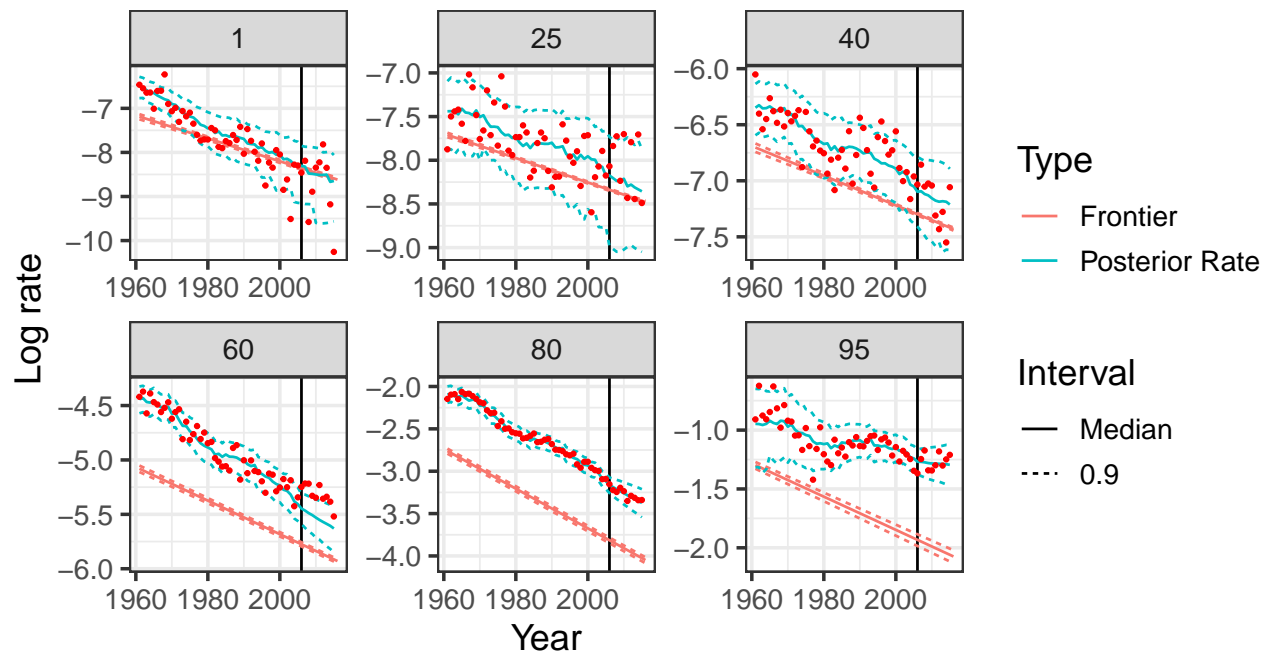 1 25 40
−7
−8
−9
−10
−7.0
−7.5
−8.0
−8.5
−9.0
−6.0
−6.5
−7.0
−7.5
1960 1980 2000 1960 1980 2000 1960 1980 2000
60 80 95
−4.5
−5.0
−5.5
−6.0
−2.0
−2.5
−3.0
−3.5
−4.0
−1.0
−1.5
−2.0
1960 1980 2000 1960 1980 2000 1960 1980 2000
Year
Log rate
Type
Frontier
Posterior Rate
Interval
Median
0.9